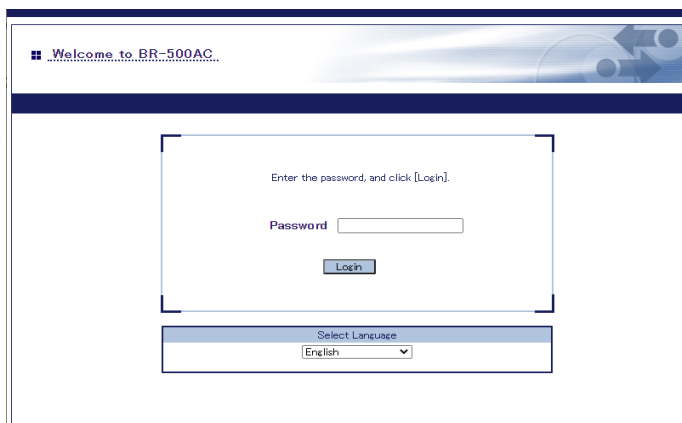 Welcome to BR-500AC
Enter the password, and click [Login].
Password
Login
Select Language
English